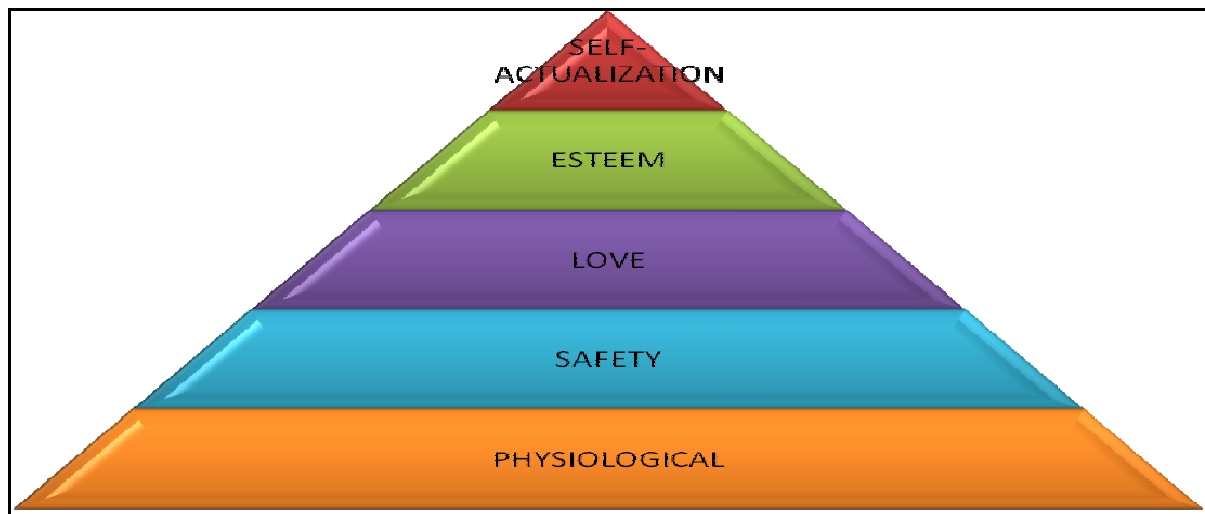 SELF-
ACTUALIZATION
ESTEEM
LOVE
SAFETY
PHYSIOLOGICAL